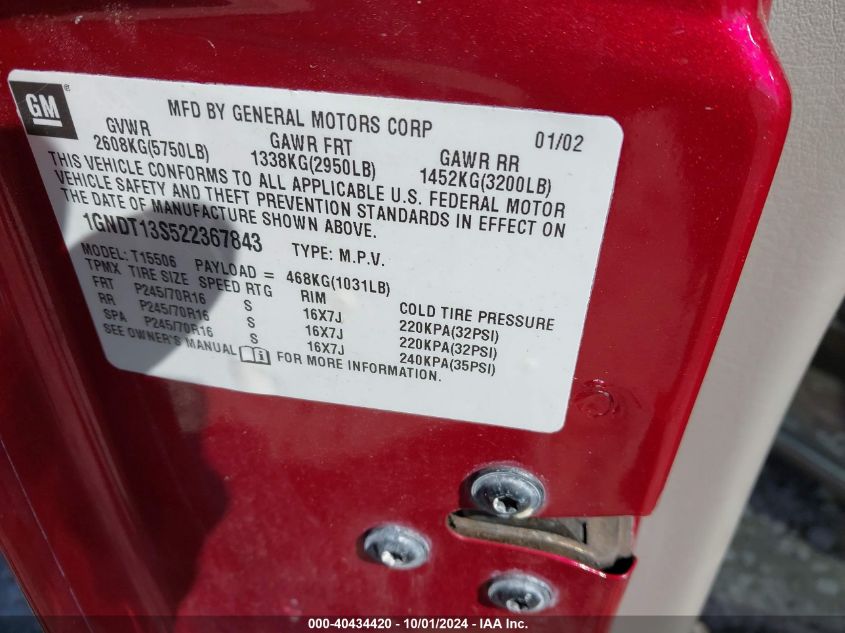 GM
MFD BY GENERAL MOTORS CORP 01/02
GVWR GAWR FRT GAWR RR
2608KG(5750LB) 1338KG(2950LB) 1452KG(3200LB)
THIS VEHICLE CONFORMS TO ALL APPLICABLE U.S. FEDERAL MOTOR
VEHICLE SAFETY AND THEFT PREVENTION STANDARDS IN EFFECT ON
THE DATE OF MANUFACTURE SHOWN ABOVE.
1GNDT13S522367843 TYPE: M.P.V.
MODEL: T15506 PAYLOAD = 468KG(1031LB)
TPMX TIRE SIZE SPEED RTG RIM COLD TIRE PRESSURE
FRT P245/70R16 S 16X7J 220KPA(32PSI)
RR P245/70R16 S 16X7J 220KPA(32PSI)
SPA P245/70R16 S 16X7J 240KPA(35PSI)
SEE OWNER'S MANUAL FOR MORE INFORMATION.
000-40434420 - 10/01/2024 - IAA Inc.